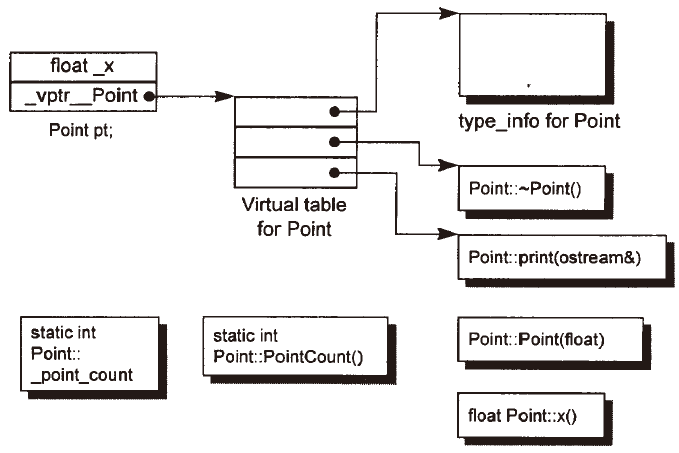 float _x
_vptr__Point
Point pt;
type_info for Point
Virtual table
for Point
Point::~Point()
Point::print(ostream&)
static int
Point::
_point_count
static int
Point::PointCount()
Point::Point(float)
float Point::x()